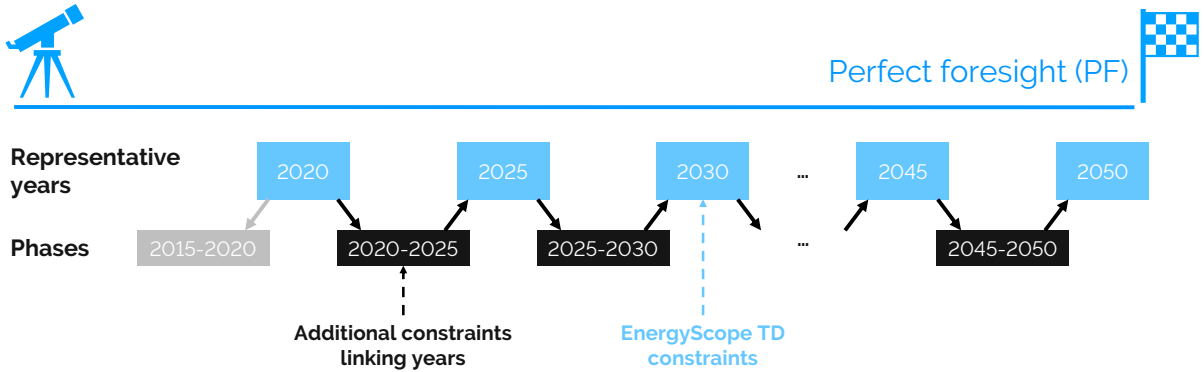 Perfect foresight (PF)
Representative
years
2020
2025
2030
...
2045
2050
Phases
2015-2020
2020-2025
2025-2030
...
2045-2050
Additional constraints
linking years
EnergyScope TD
constraints